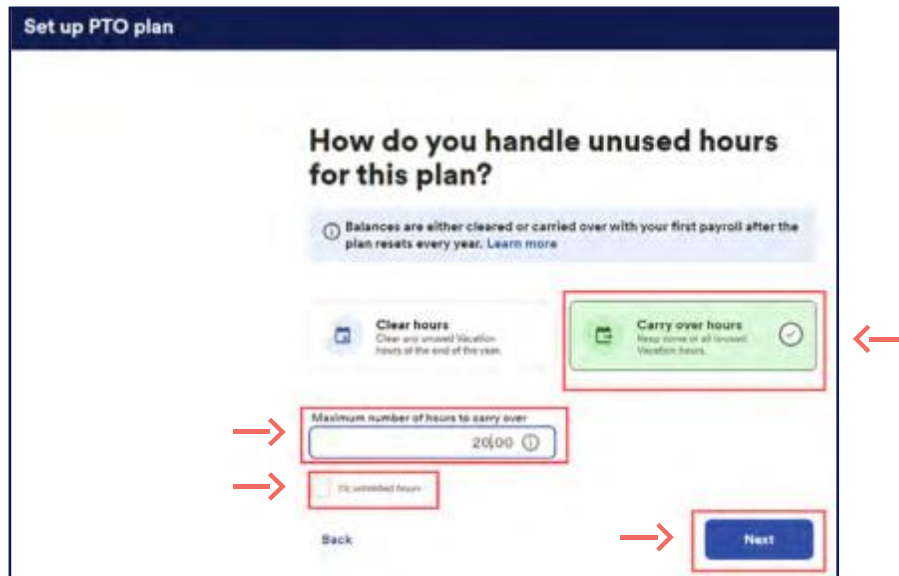 Set up PTO plan
How do you handle unused hours
for this plan?
Balances are either cleared or carried over with your first payroll after the
plan resets every year. Learn more
Clear hours
Clear any unused Vacation
hours at the end of the year.
Carry over hours
Keep some or all unused
Vacation hours.
Maximum number of hours to carry over
20.00
Or, unlimited hours
Back
Next